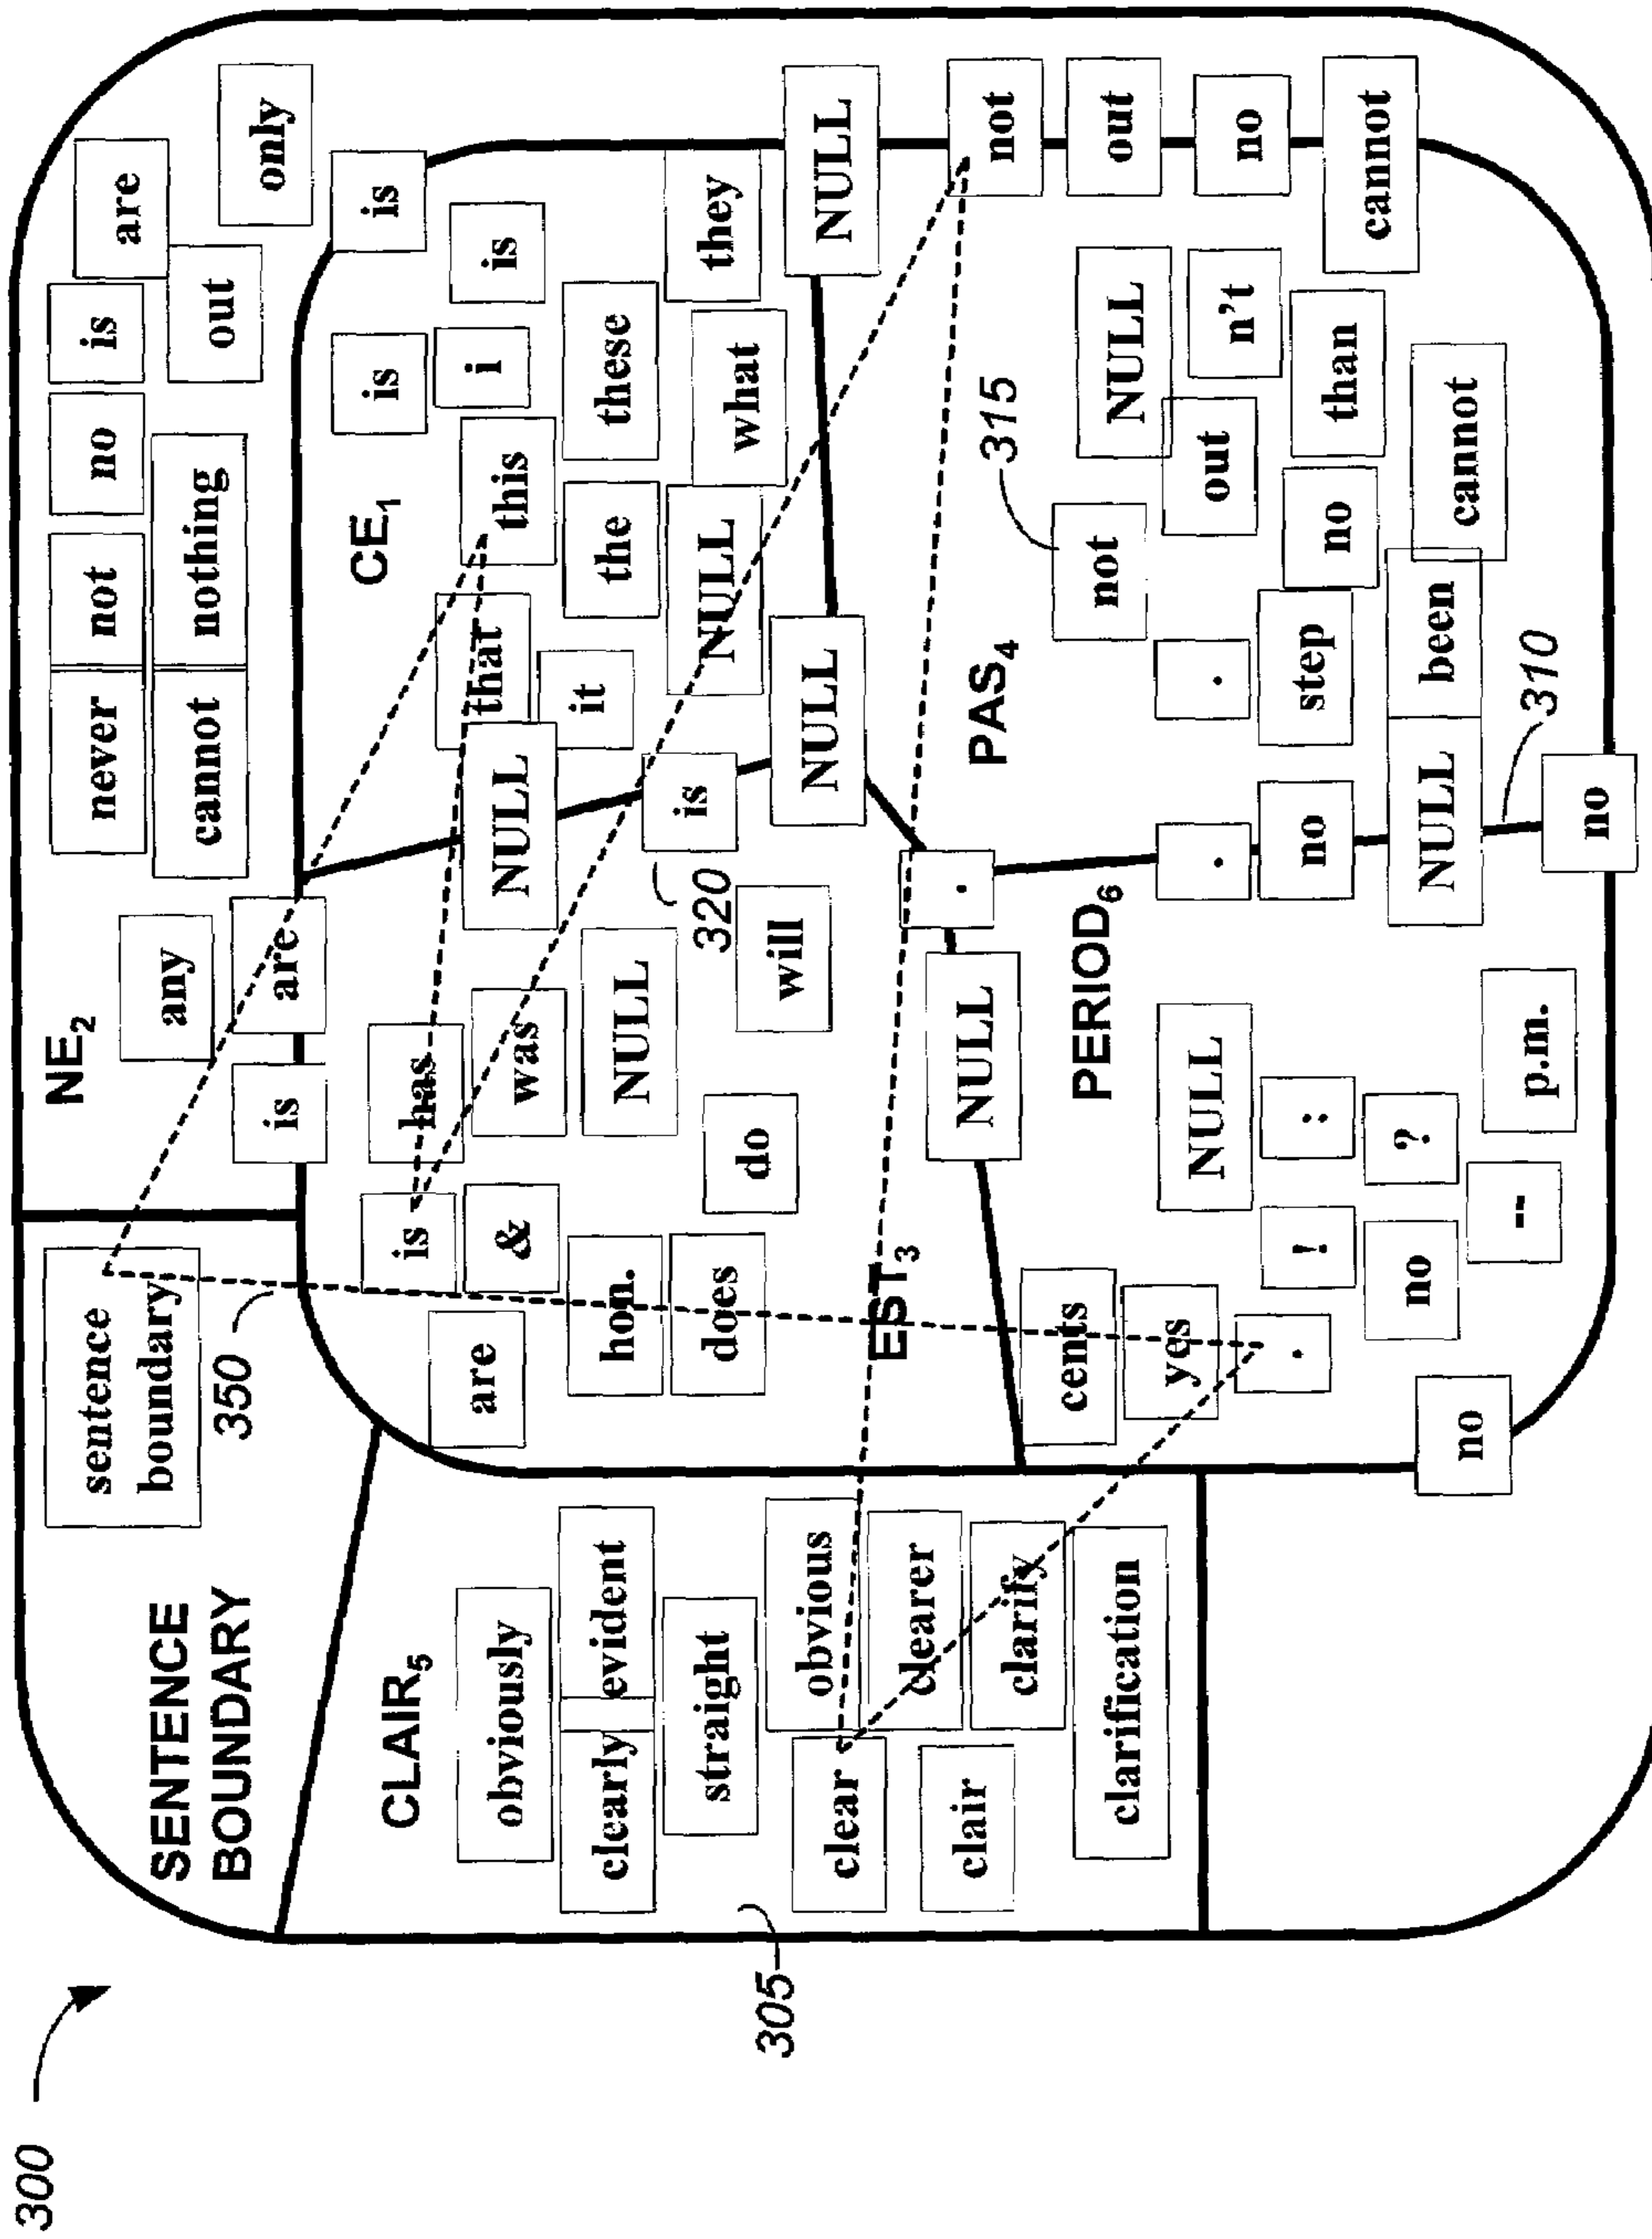 300
SENTENCE
BOUNDARY
sentence
boundary
350
NE₂
any
is
are
never
not
no
is
are
cannot
nothing
out
only
CLAIR₅
obviously
clearly
evident
straight
obvious
clear
clearer
clair
clarify
clarification
305
are
is
has
&
was
NULL
hon.
does
do
will
EST₃
NULL
is
320
CE₁
is
is
i
is
this
that
it
the
these
they
what
NULL
NULL
NULL
NULL
.
PAS₄
not
out
no
cannot
315
not
NULL
n't
out
than
.
step
no
been
cannot
310
PERIOD₆
cents
yes
.
NULL
!
:
no
?
--
p.m.
.
no
NULL
no
no